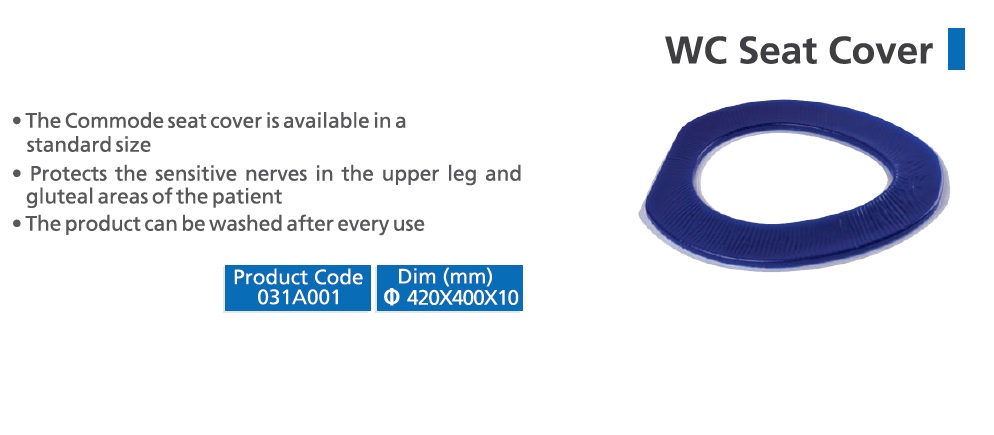 WC Seat Cover
• The Commode seat cover is available in a
standard size
• Protects the sensitive nerves in the upper leg and
gluteal areas of the patient
• The product can be washed after every use
Product Code
031A001
Dim (mm)
Φ 420X400X10